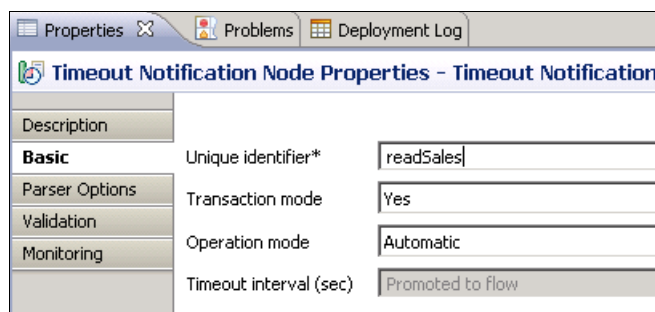 Properties Problems Deployment Log
Timeout Notification Node Properties - Timeout Notification
Description
Basic
Parser Options
Validation
Monitoring
Unique identifier* readSales
Transaction mode Yes
Operation mode Automatic
Timeout interval (sec) Promoted to flow